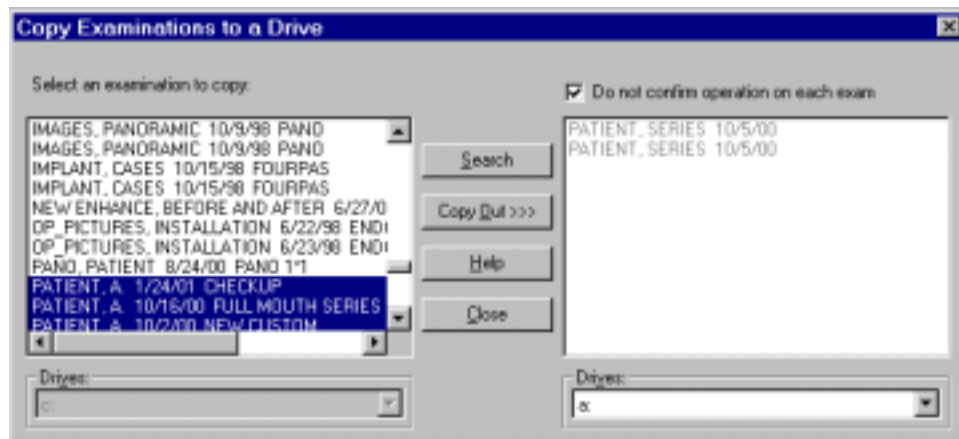 Copy Examinations to a Drive
Select an examination to copy:
Do not confirm operation on each exam
IMAGES, PANORAMIC 10/9/98 PANO
IMAGES, PANORAMIC 10/9/98 PANO
IMPLANT, CASES 10/15/98 FOURPAS
IMPLANT, CASES 10/15/98 FOURPAS
NEW ENHANCE, BEFORE AND AFTER 6/27/0
OP_PICTURES, INSTALLATION 6/22/98 END
OP_PICTURES, INSTALLATION 6/23/98 END
PANO, PATIENT 8/24/00 PANO 1*1
PATIENT, A 1/24/01 CHECKUP
PATIENT, A 10/16/00 FULL MOUTH SERIES
PATIENT, A 10/2/00 NEW CUSTOM
Search
Copy Out >>>
Help
Close
PATIENT, SERIES 10/5/00
PATIENT, SERIES 10/5/00
Drives:
c:
Drives:
a: